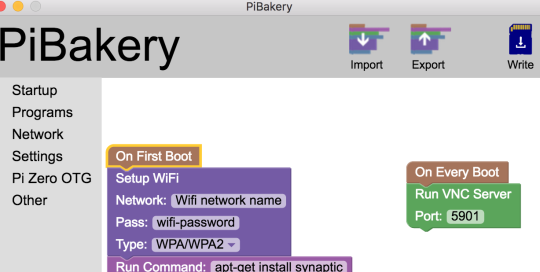 PiBakery
PiBakery
Import
Export
Write
Startup
Programs
Network
Settings
Pi Zero OTG
Other
On First Boot
Setup WiFi
Network: Wifi network name
Pass: wifi-password
Type: WPA/WPA2
Run Command: apt-get install synaptic
On Every Boot
Run VNC Server
Port: 5901